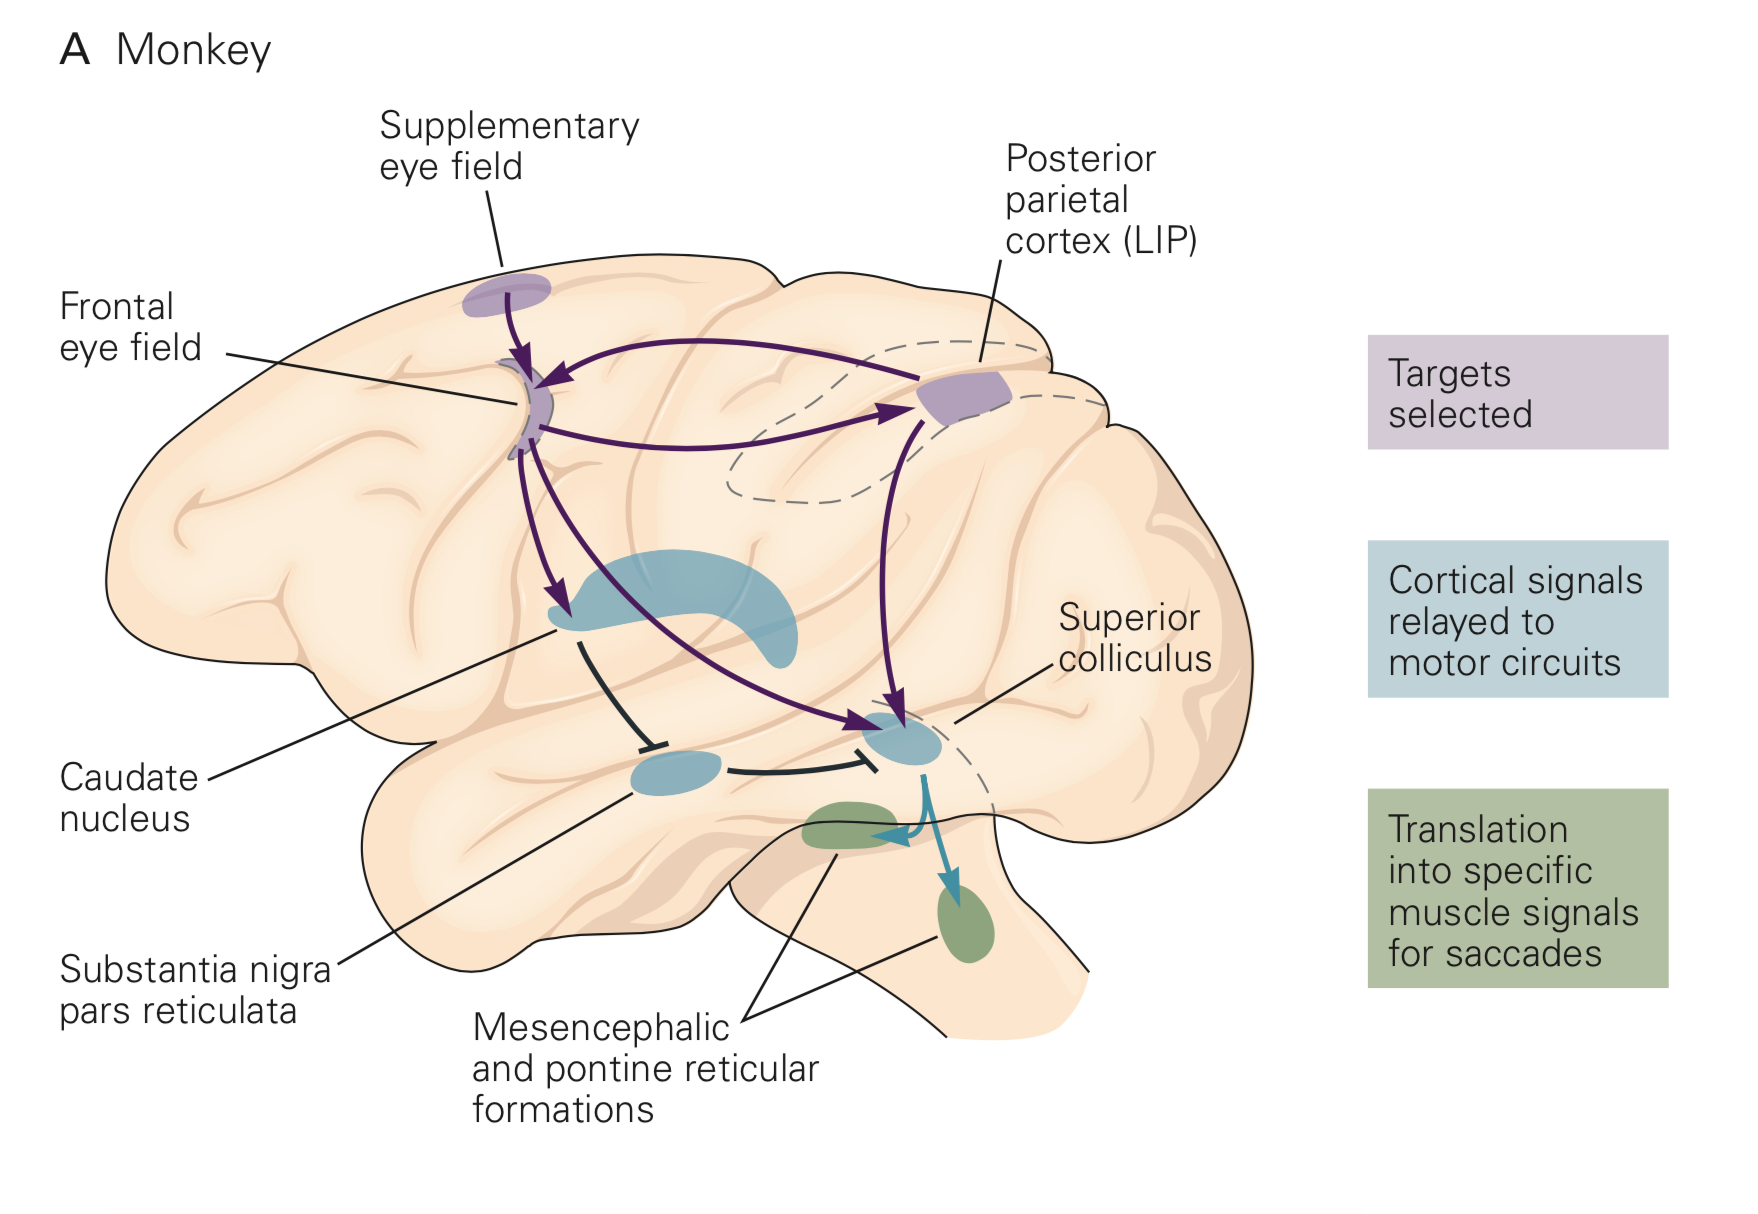 A Monkey
Supplementary
eye field
Posterior
parietal
cortex (LIP)
Frontal
eye field
Targets
selected
Cortical signals
relayed to
motor circuits
Superior
colliculus
Caudate
nucleus
Translation
into specific
muscle signals
for saccades
Substantia nigra
pars reticulata
Mesencephalic
and pontine reticular
formations